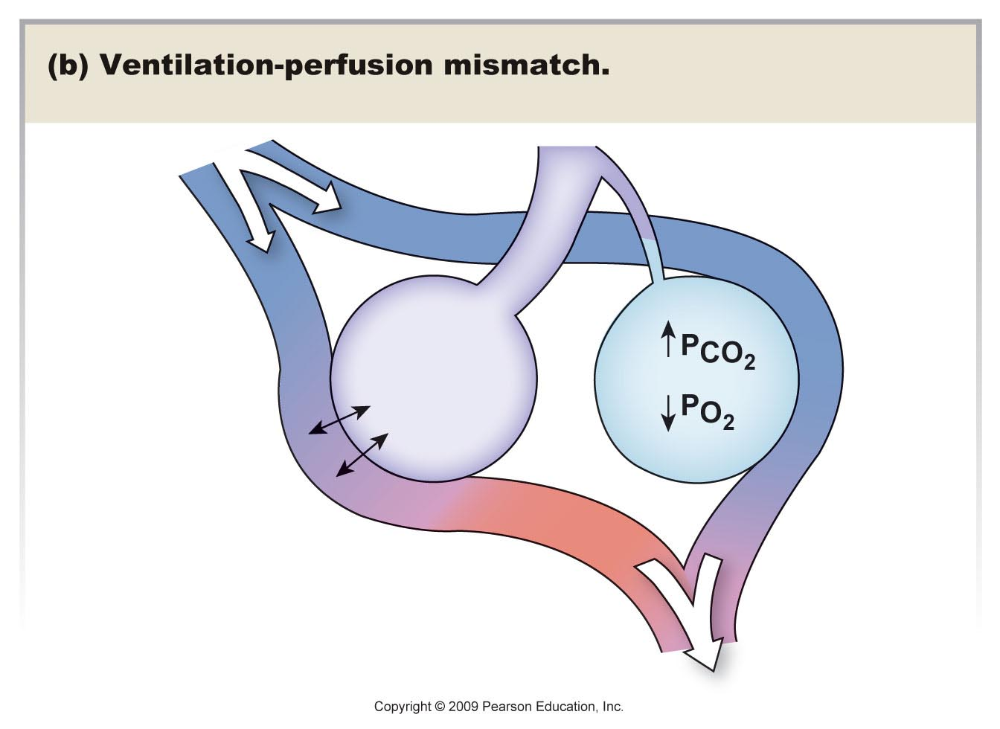 (b) Ventilation-perfusion mismatch.
↑ PCO2
↓ PO2
Copyright © 2009 Pearson Education, Inc.